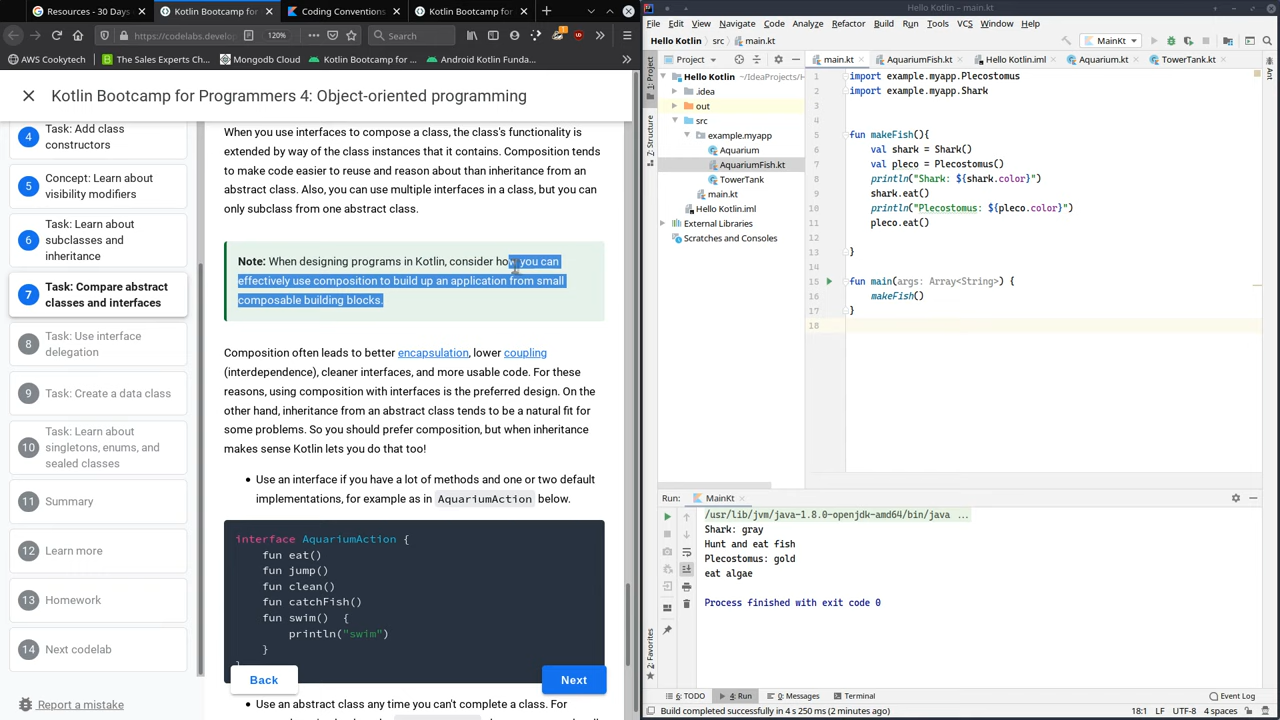 Resources - 30 Days
Kotlin Bootcamp for
Coding Conventions
Kotlin Bootcamp for
https://codelabs.develo
120%
Search
AWS CodeTech
The Sales Experts Ch...
Mongodb Cloud
Kotlin Bootcamp for ...
Android Kotlin Funda...
Kotlin Bootcamp for Programmers 4: Object-oriented programming
4
Task: Add class
constructors
5
Concept: Learn about
visibility modifiers
6
Task: Learn about
subclasses and
inheritance
7
Task: Compare abstract
classes and interfaces
8
Task: Use interface
delegation
9
Task: Create a data class
10
Task: Learn about
singletons, enums, and
sealed classes
11
Summary
12
Learn more
13
Homework
14
Next codelab
Report a mistake
When you use interfaces to compose a class, the class's functionality is
extended by way of the class instances that it contains. Composition tends
to make code easier to reuse and reason about than inheritance from an
abstract class. Also, you can use multiple interfaces in a class, but you can
only subclass from one abstract class.
Note: When designing programs in Kotlin, consider how you can
effectively use composition to build up an application from small
composable building blocks.
Composition often leads to better encapsulation, lower coupling
(interdependence), cleaner interfaces, and more usable code. For these
reasons, using composition with interfaces is the preferred design. On the
other hand, inheritance from an abstract class tends to be a natural fit for
some problems. So you should prefer composition, but when inheritance
makes sense Kotlin lets you do that too!
Use an interface if you have a lot of methods and one or two default
implementations, for example as in AquariumAction below.
interface AquariumAction {
fun eat()
fun jump()
fun clean()
fun catchFish()
fun swim() {
println("swim")
}
Back
Next
Use an abstract class any time you can't complete a class. For
Hello Kotlin - main.kt
File Edit View Navigate Code Analyze Refactor Build Run Tools VCS Window Help
Hello Kotlin
src
main.kt
MainKt
Project
main.kt
AquariumFish.kt
Hello Kotlin.iml
Aquarium.kt
TowerTank.kt
1: Project
7: Structure
2: Favorites
Hello Kotlin ~/IdeaProjects/H
.idea
out
src
example.myapp
Aquarium
AquariumFish.kt
TowerTank
main.kt
Hello Kotlin.iml
External Libraries
Scratches and Consoles
1 import example.myapp.Plecostomus
2 import example.myapp.Shark
3
4
5 fun makeFish(){
6 val shark = Shark()
7 val pleco = Plecostomus()
8 println("Shark: ${shark.color}")
9 shark.eat()
10 println("Plecostomus: ${pleco.color}")
11 pleco.eat()
12
13 }
14
15 fun main(args: Array<String>) {
16 makeFish()
17 }
18
Run: MainKt
/usr/lib/jvm/java-1.8.0-openjdk-amd64/bin/java ...
Shark: gray
Hunt and eat fish
Plecostomus: gold
eat algae
Process finished with exit code 0
6: TODO
4: Run
0: Messages
Terminal
Event Log
Build completed successfully in 4 s 250 ms (2 minutes ago)
18:1 LF UTF-8 4 spaces